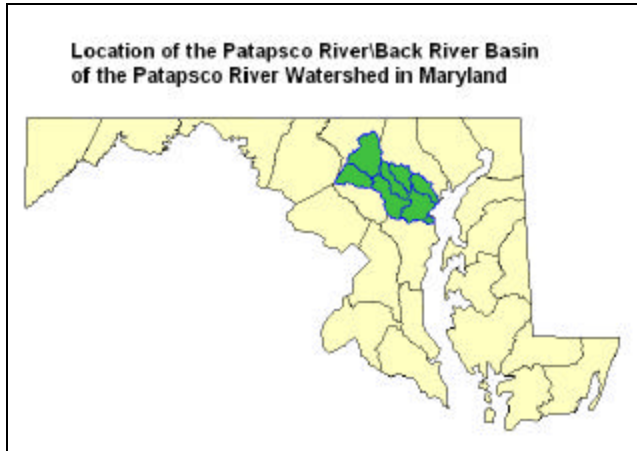 Location of the Patapsco River\Back River Basin
of the Patapsco River Watershed in Maryland